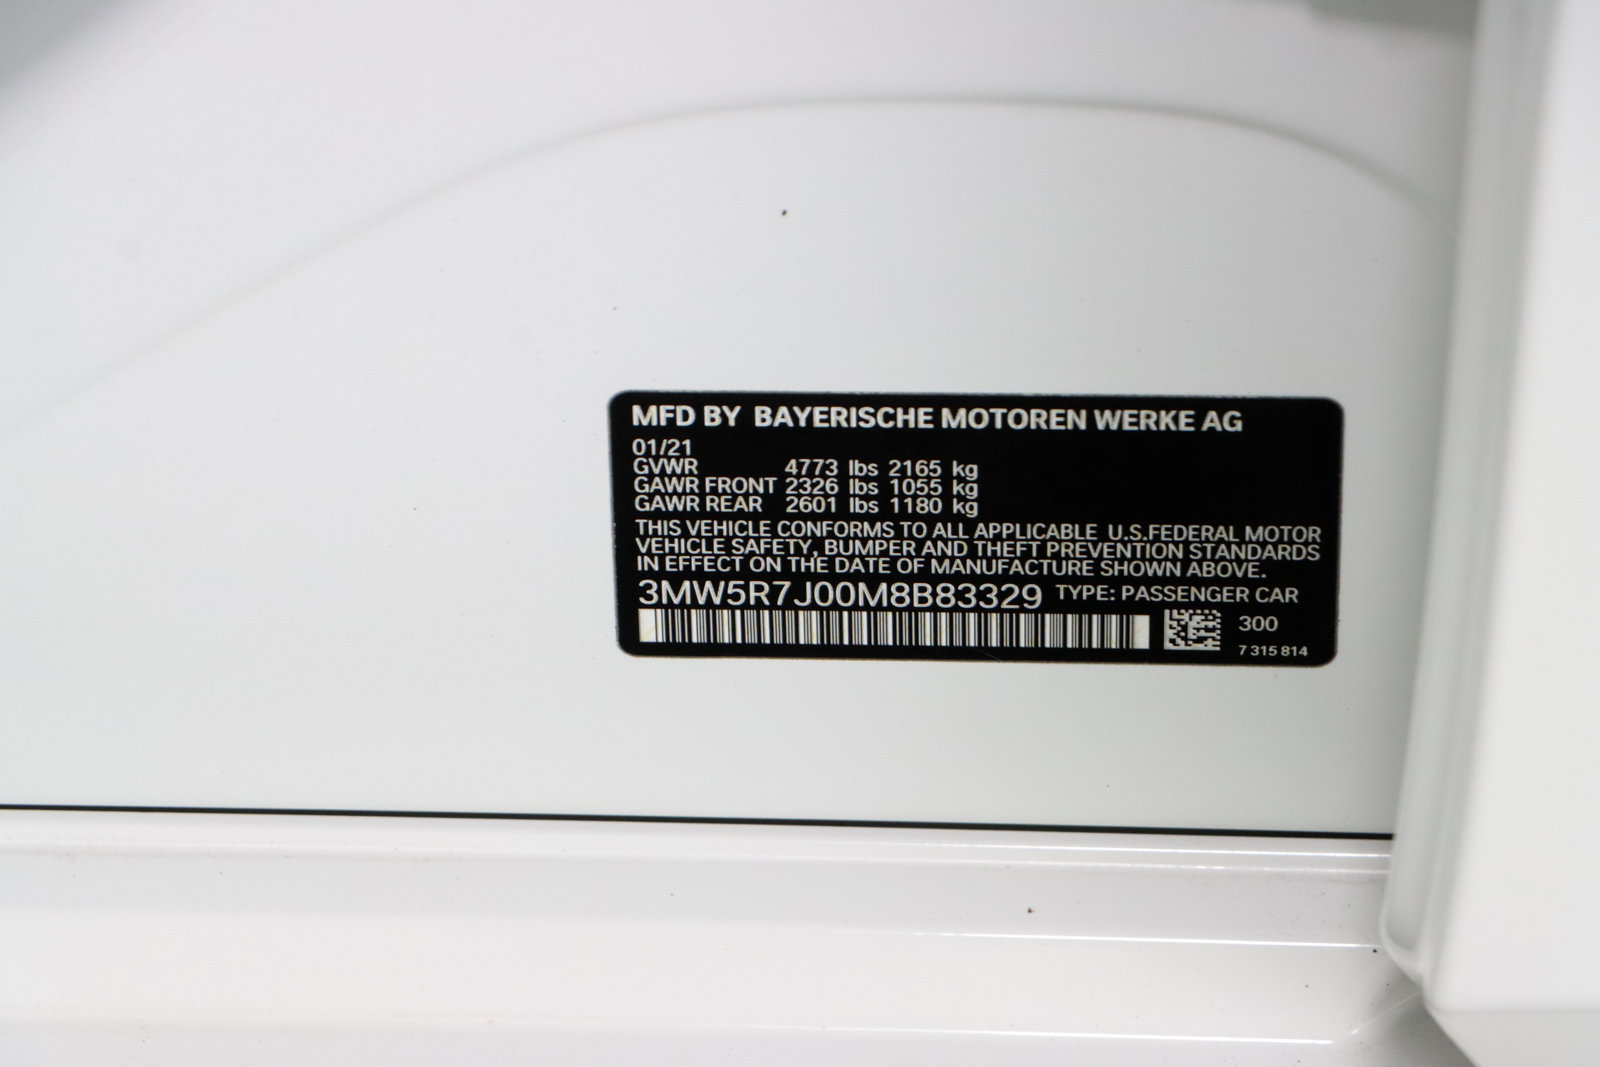 MFD BY BAYERISCHE MOTOREN WERKE AG
01/21
GVWR 4773 lbs 2165 kg
GAWR FRONT 2326 lbs 1055 kg
GAWR REAR 2601 lbs 1180 kg
THIS VEHICLE CONFORMS TO ALL APPLICABLE U.S.FEDERAL MOTOR
VEHICLE SAFETY, BUMPER AND THEFT PREVENTION STANDARDS
IN EFFECT ON THE DATE OF MANUFACTURE SHOWN ABOVE.
3MW5R7J00M8B83329 TYPE: PASSENGER CAR
300
7 315 814